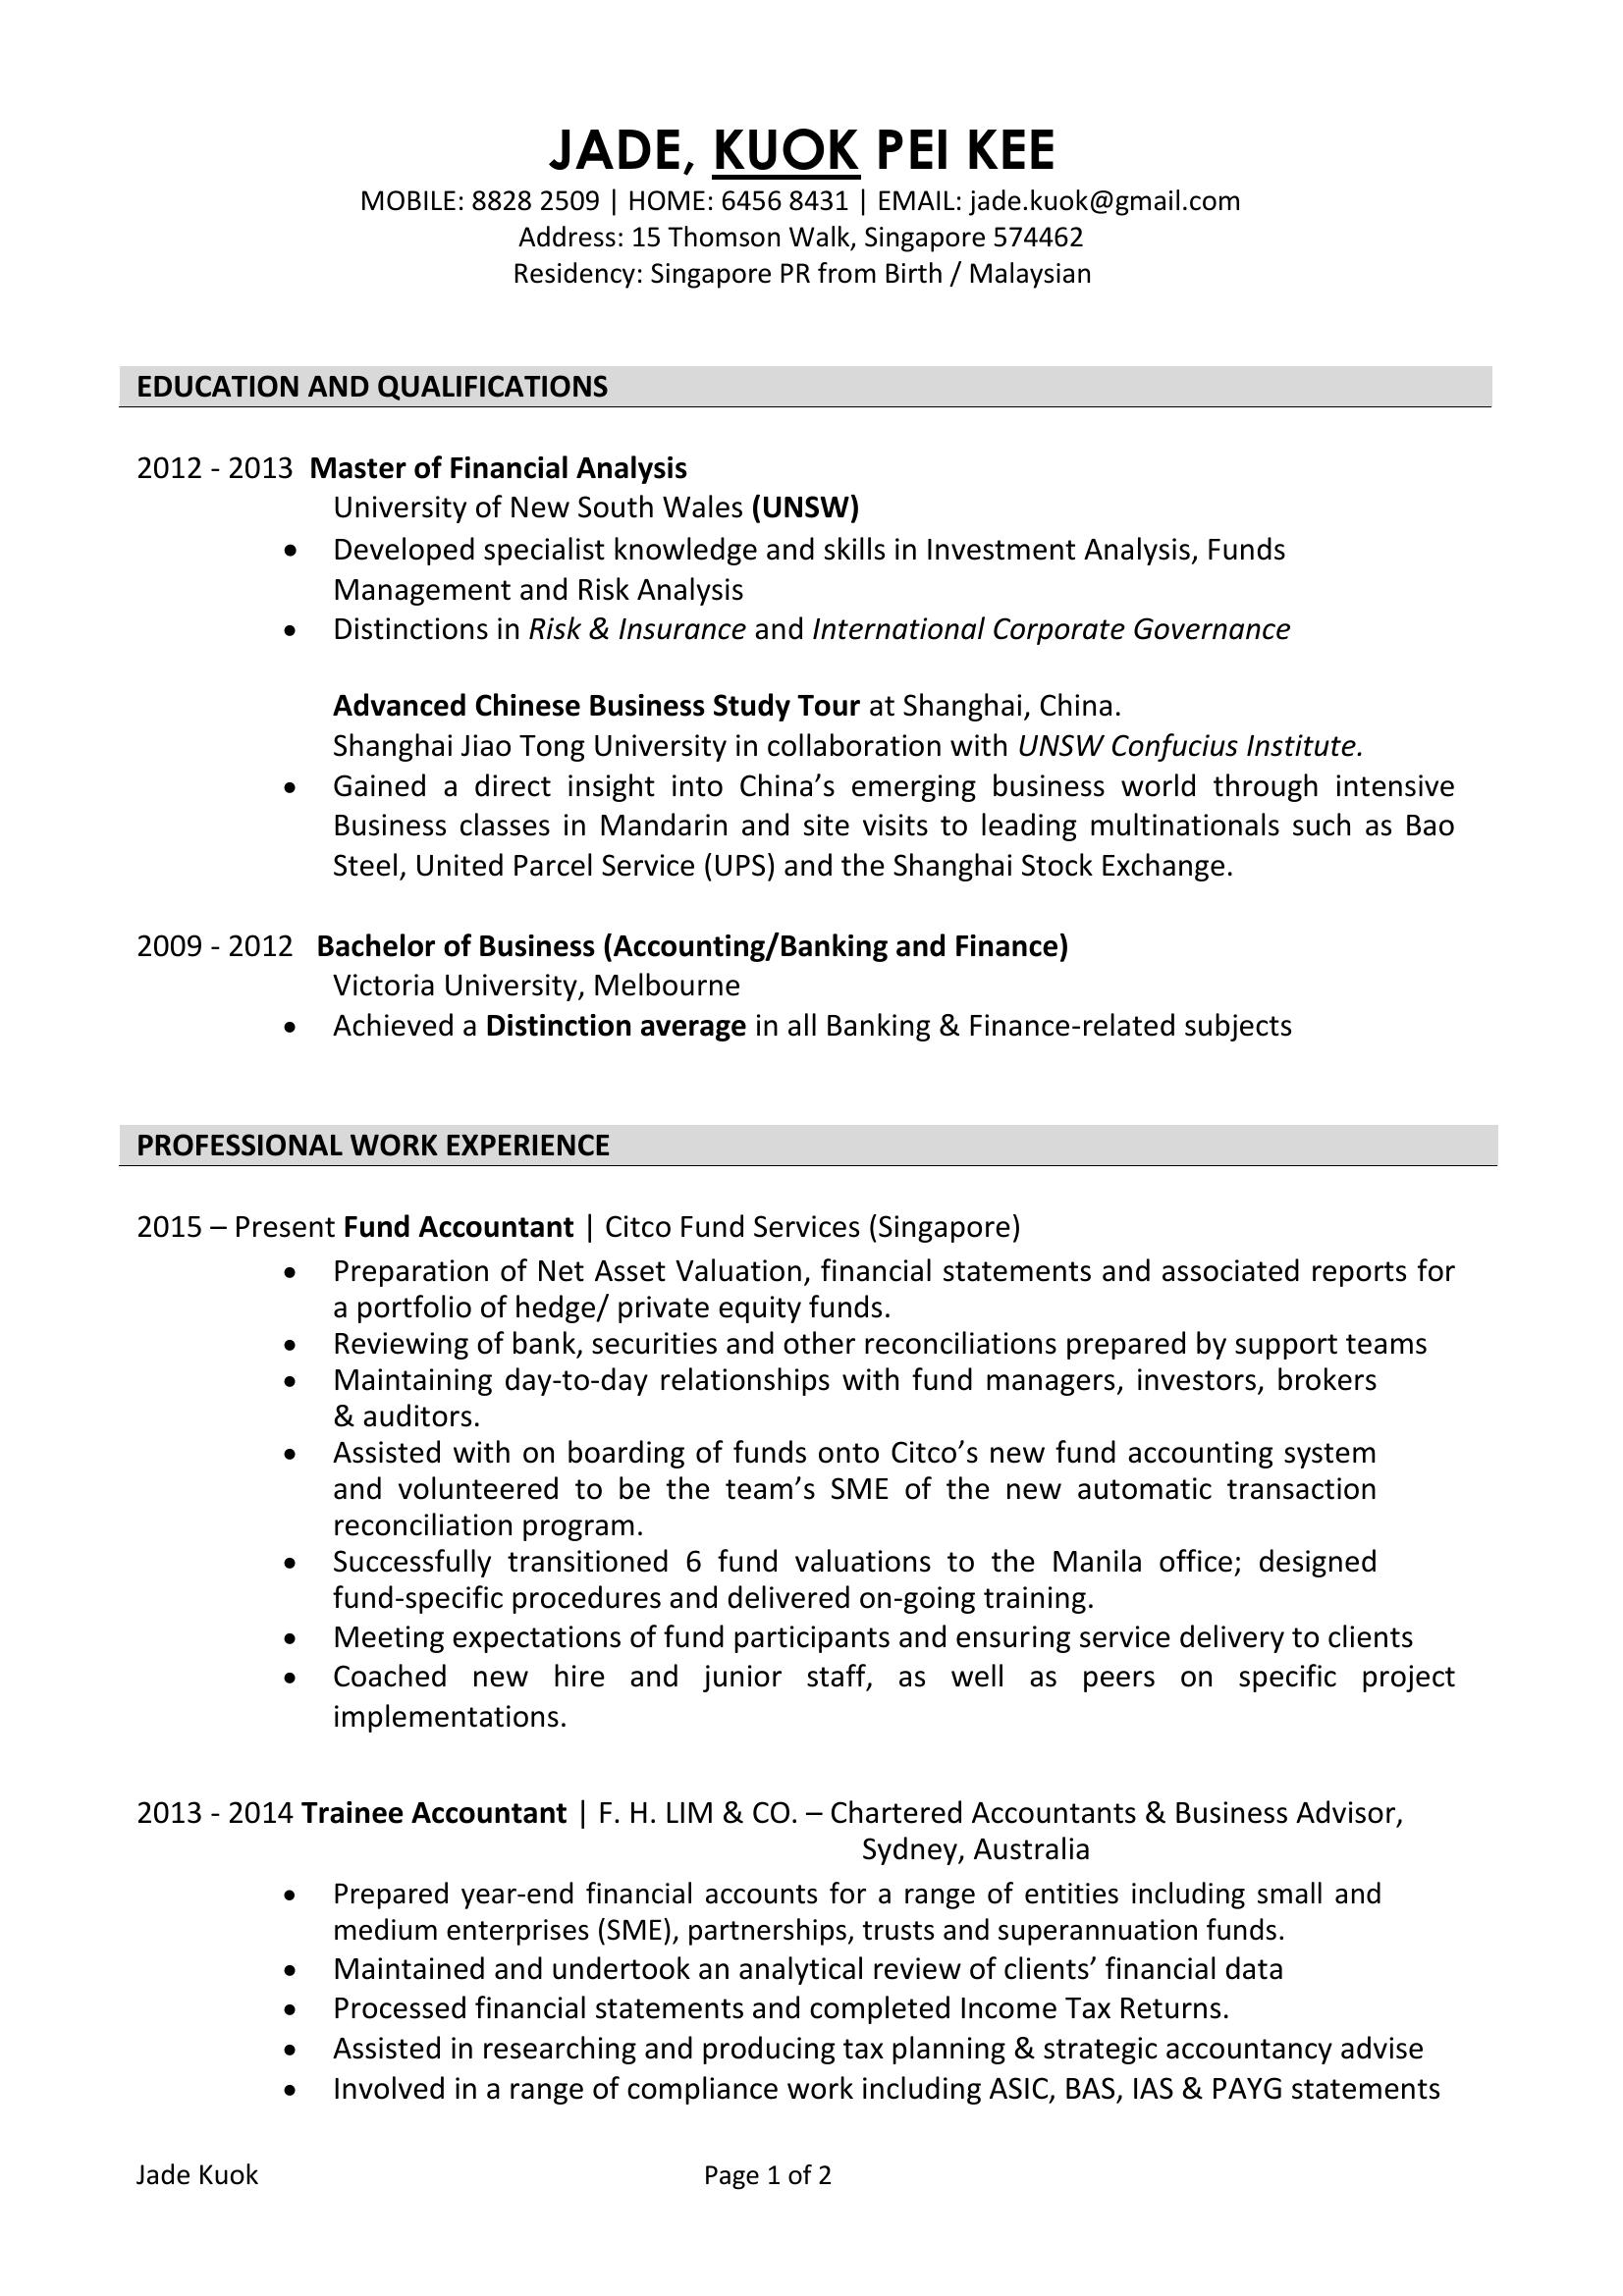 JADE, KUOK PEI KEE
MOBILE: 8828 2509 | HOME: 6456 8431 | EMAIL: jade.kuok@gmail.com
Address: 15 Thomson Walk, Singapore 574462
Residency: Singapore PR from Birth / Malaysian
EDUCATION AND QUALIFICATIONS
2012 - 2013 Master of Financial Analysis
University of New South Wales (UNSW)
• Developed specialist knowledge and skills in Investment Analysis, Funds
Management and Risk Analysis
• Distinctions in Risk & Insurance and International Corporate Governance
Advanced Chinese Business Study Tour at Shanghai, China.
Shanghai Jiao Tong University in collaboration with UNSW Confucius Institute.
• Gained a direct insight into China’s emerging business world through intensive
Business classes in Mandarin and site visits to leading multinationals such as Bao
Steel, United Parcel Service (UPS) and the Shanghai Stock Exchange.
2009 - 2012 Bachelor of Business (Accounting/Banking and Finance)
Victoria University, Melbourne
• Achieved a Distinction average in all Banking & Finance-related subjects
PROFESSIONAL WORK EXPERIENCE
2015 – Present Fund Accountant | Citco Fund Services (Singapore)
• Preparation of Net Asset Valuation, financial statements and associated reports for
a portfolio of hedge/ private equity funds.
• Reviewing of bank, securities and other reconciliations prepared by support teams
• Maintaining day-to-day relationships with fund managers, investors, brokers
& auditors.
• Assisted with on boarding of funds onto Citco’s new fund accounting system
and volunteered to be the team’s SME of the new automatic transaction
reconciliation program.
• Successfully transitioned 6 fund valuations to the Manila office; designed
fund-specific procedures and delivered on-going training.
• Meeting expectations of fund participants and ensuring service delivery to clients
• Coached new hire and junior staff, as well as peers on specific project
implementations.
2013 - 2014 Trainee Accountant | F. H. LIM & CO. – Chartered Accountants & Business Advisor,
Sydney, Australia
• Prepared year-end financial accounts for a range of entities including small and
medium enterprises (SME), partnerships, trusts and superannuation funds.
• Maintained and undertook an analytical review of clients’ financial data
• Processed financial statements and completed Income Tax Returns.
• Assisted in researching and producing tax planning & strategic accountancy advise
• Involved in a range of compliance work including ASIC, BAS, IAS & PAYG statements
Jade Kuok Page 1 of 2